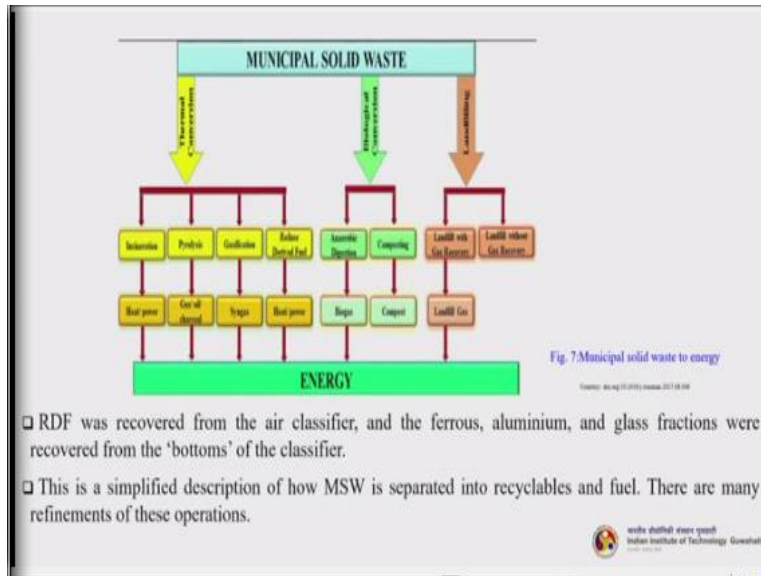 MUNICIPAL SOLID WASTE
Thermal
Conversion
Biological
Conversion
Landfilling
Incineration
Pyrolysis
Gasification
Refuse
Derived Fuel
Anaerobic
Digestion
Composting
Landfill with
Gas Recovery
Landfill without
Gas Recovery
Heat/ power
Gas/ oil
charcoal
Syngas
Heat/ power
Biogas
Compost
Landfill Gas
ENERGY
Fig. 7:Municipal solid waste to energy
❑ RDF was recovered from the air classifier, and the ferrous, aluminium, and glass fractions were
recovered from the ‘bottoms’ of the classifier.
❑ This is a simplified description of how MSW is separated into recyclables and fuel. There are many
refinements of these operations.
भारतीय प्रौद्योगिकी संस्थान गुवाहाटी
Indian Institute of Technology Guwahati